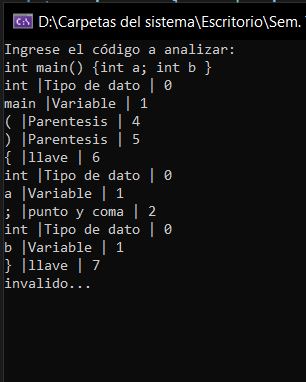 D:\Carpetas del sistema\Escritorio\Sem.
Ingrese el código a analizar:
int main() {int a; int b }
int |Tipo de dato | 0
main |Variable | 1
( |Parentesis | 4
) |Parentesis | 5
{ |llave | 6
int |Tipo de dato | 0
a |Variable | 1
; |punto y coma | 2
int |Tipo de dato | 0
b |Variable | 1
} |llave | 7
invalido...